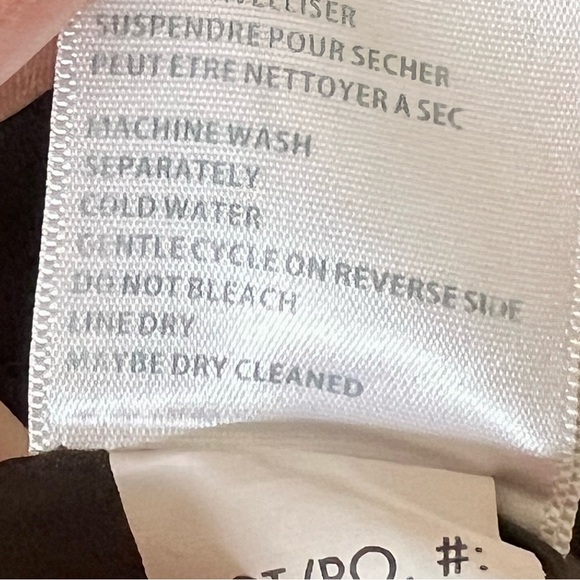 SUSPENDRE POUR SECHER
PEUT ETRE NETTOYER A SEC
MACHINE WASH
SEPARATELY
COLD WATER
GENTLE CYCLE ON REVERSE SIDE
DO NOT BLEACH
LINE DRY
MAYBE DRY CLEANED
#: